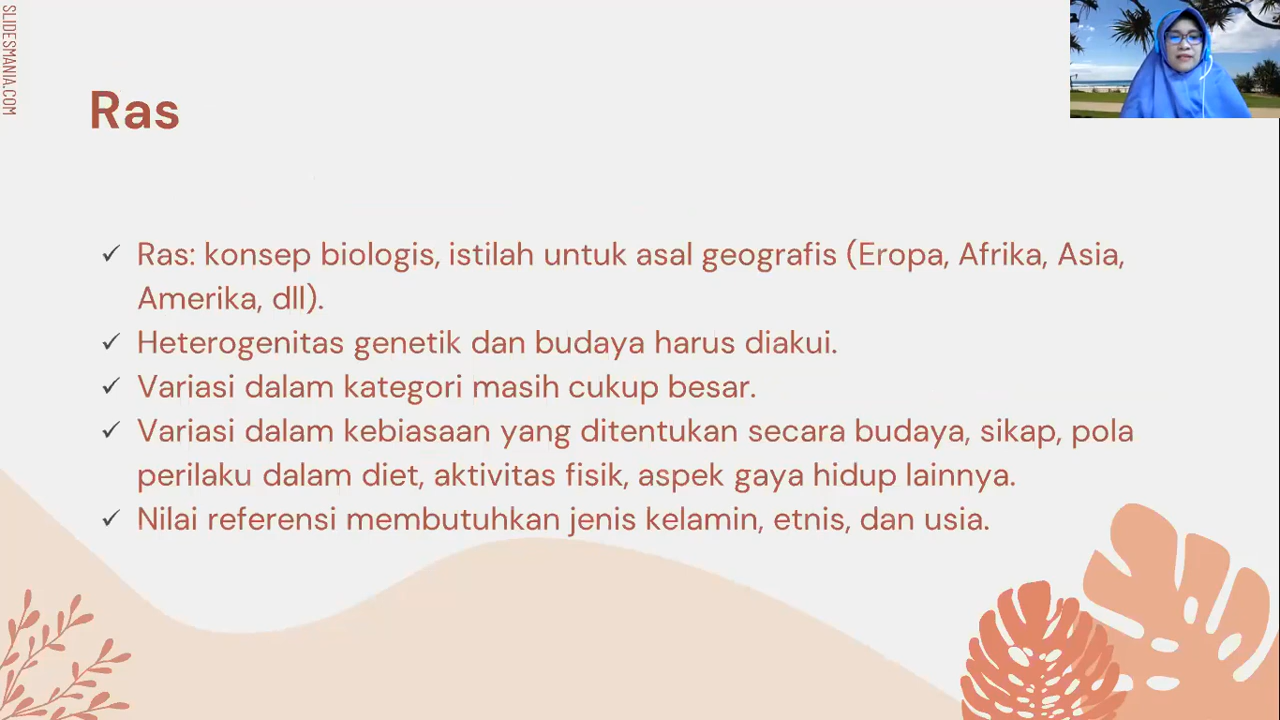 SLIDESMANIA.COM
Ras
✓ Ras: konsep biologis, istilah untuk asal geografis (Eropa, Afrika, Asia,
Amerika, dll).
✓ Heterogenitas genetik dan budaya harus diakui.
✓ Variasi dalam kategori masih cukup besar.
✓ Variasi dalam kebiasaan yang ditentukan secara budaya, sikap, pola
perilaku dalam diet, aktivitas fisik, aspek gaya hidup lainnya.
✓ Nilai referensi membutuhkan jenis kelamin, etnis, dan usia.